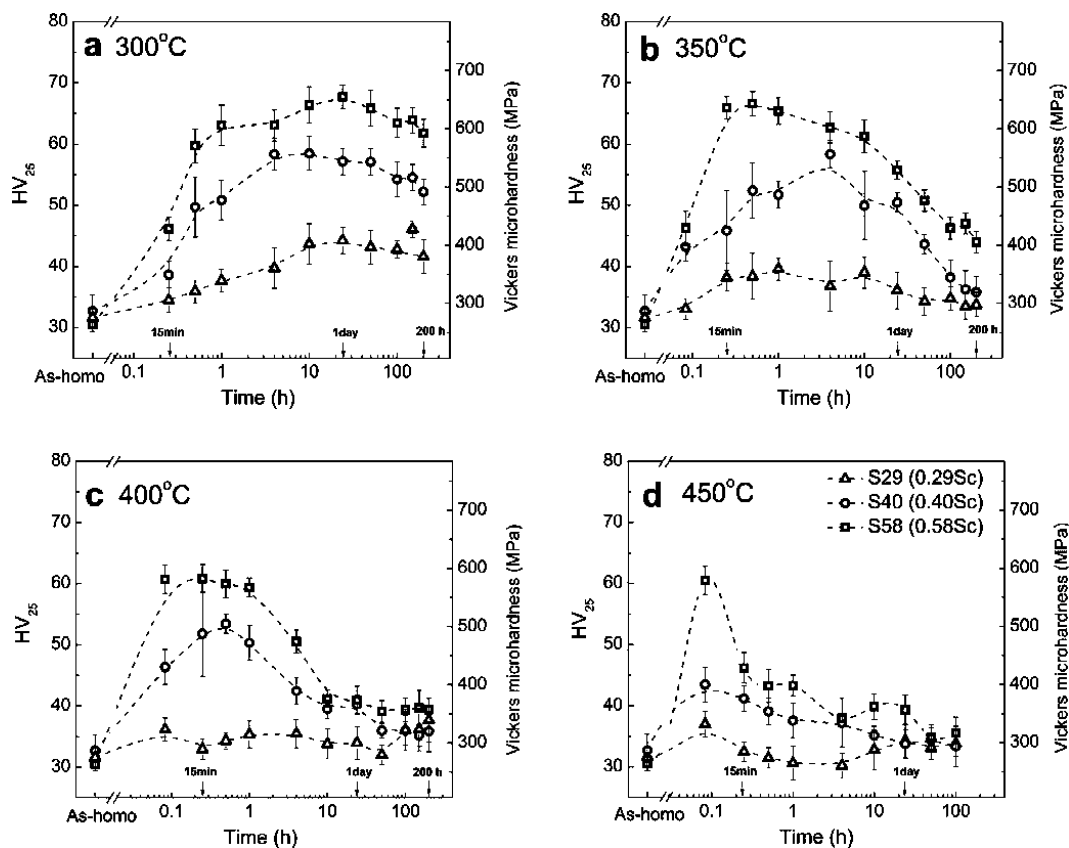 a 300°C
80
70
60
50
40
30
HV25
700
600
500
400
300
Vickers microhardness (MPa)
15min
1day
200 h
As-homo
0.1
1
10
100
Time (h)
b 350°C
80
70
60
50
40
30
HV25
700
600
500
400
300
Vickers microhardness (MPa)
15min
1day
200 h
As-homo
0.1
1
10
100
Time (h)
c 400°C
80
70
60
50
40
30
HV25
700
600
500
400
300
Vickers microhardness (MPa)
15min
1day
200 h
As-homo
0.1
1
10
100
Time (h)
d 450°C
S29 (0.29Sc)
S40 (0.40Sc)
S58 (0.58Sc)
80
70
60
50
40
30
HV25
700
600
500
400
300
Vickers microhardness (MPa)
15min
1day
As-homo
0.1
1
10
100
Time (h)